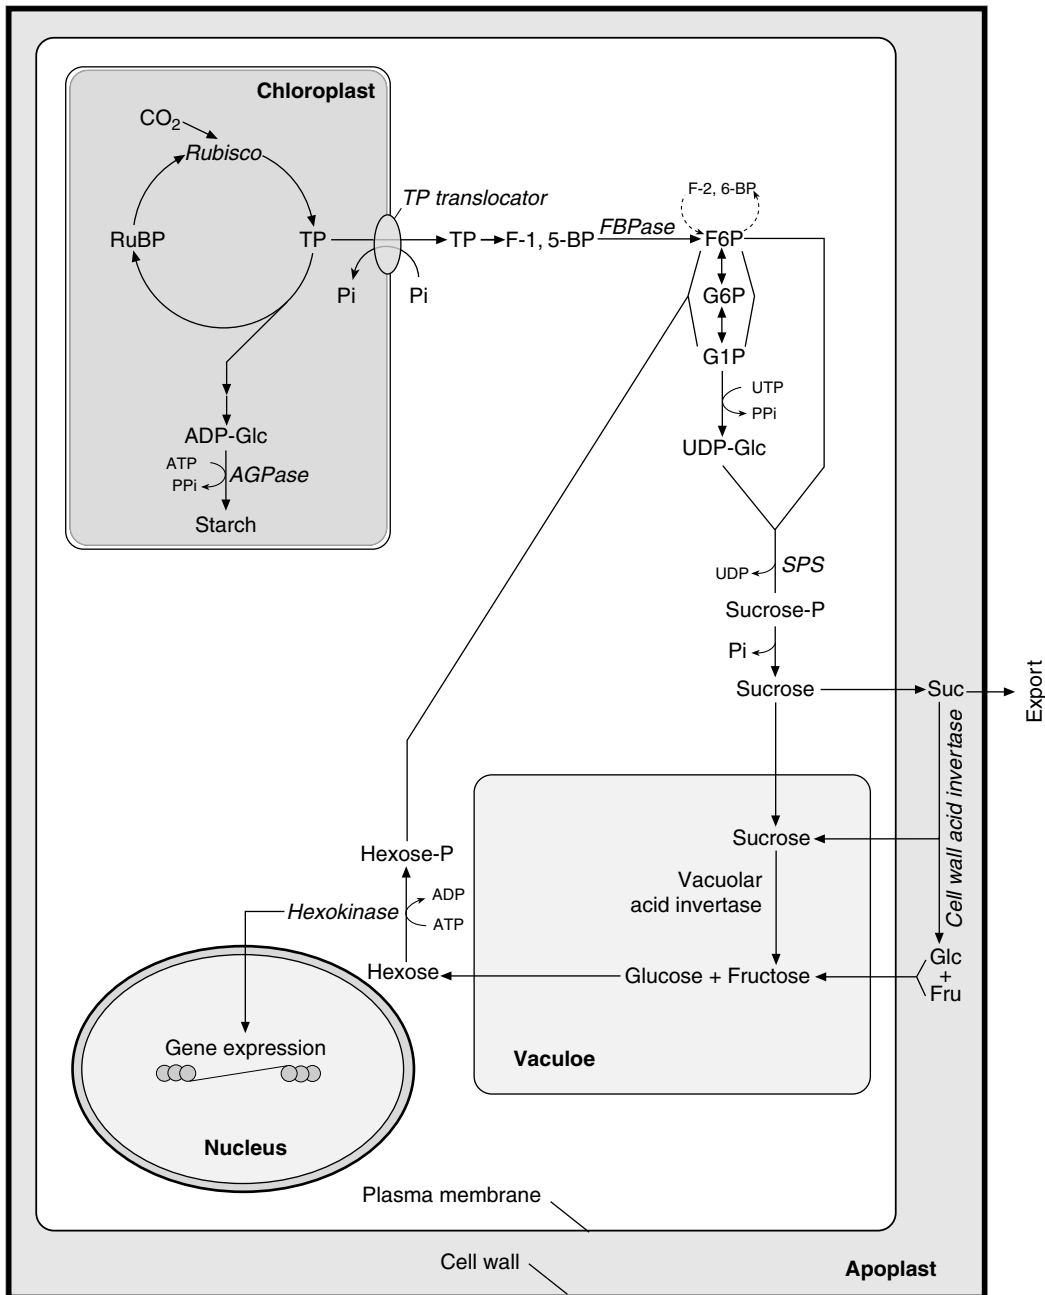 Chloroplast
CO2
Rubisco
RuBP
TP
TP translocator
Pi
Pi
TP
F-1, 5-BP
FBPase
F-2, 6-BP
F6P
G6P
G1P
UTP
PPi
UDP-Glc
ADP-Glc
ATP
PPi
AGPase
Starch
UDP
SPS
Sucrose-P
Pi
Sucrose
Suc
Export
Cell wall acid invertase
Sucrose
Vacuolar
acid invertase
Hexose-P
ADP
Hexokinase
ATP
Hexose
Glucose + Fructose
Glc
+
Fru
Gene expression
Vaculoe
Nucleus
Plasma membrane
Cell wall
Apoplast